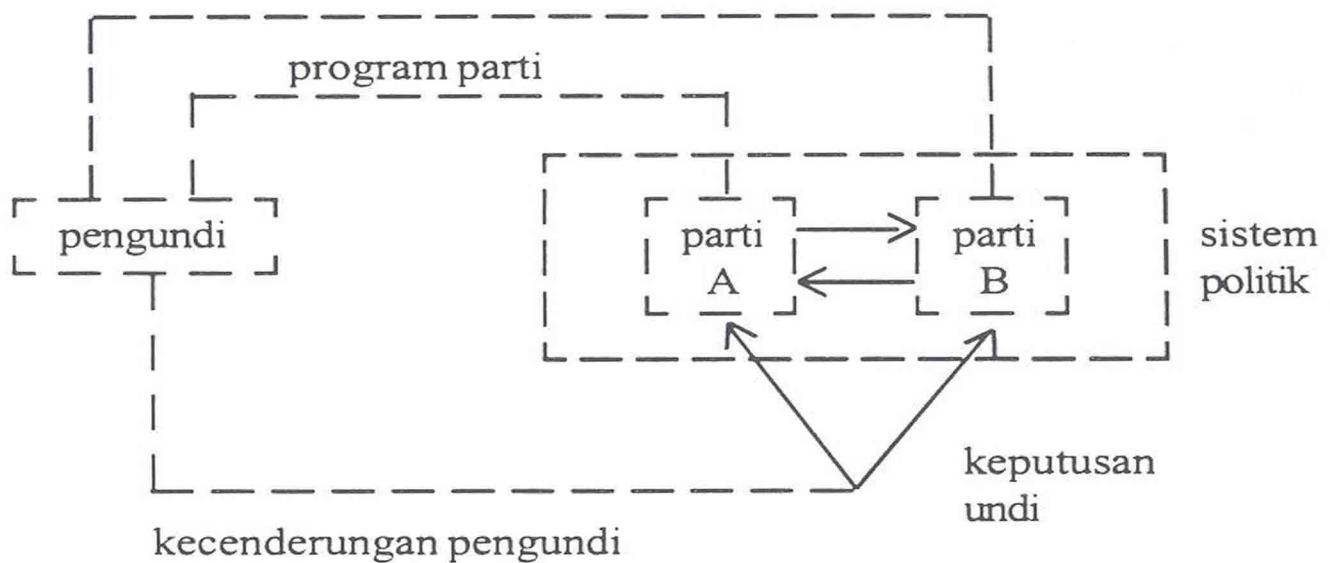 program parti
pengundi
parti
A
parti
B
sistem
politik
keputusan
undi
kecenderungan pengundi